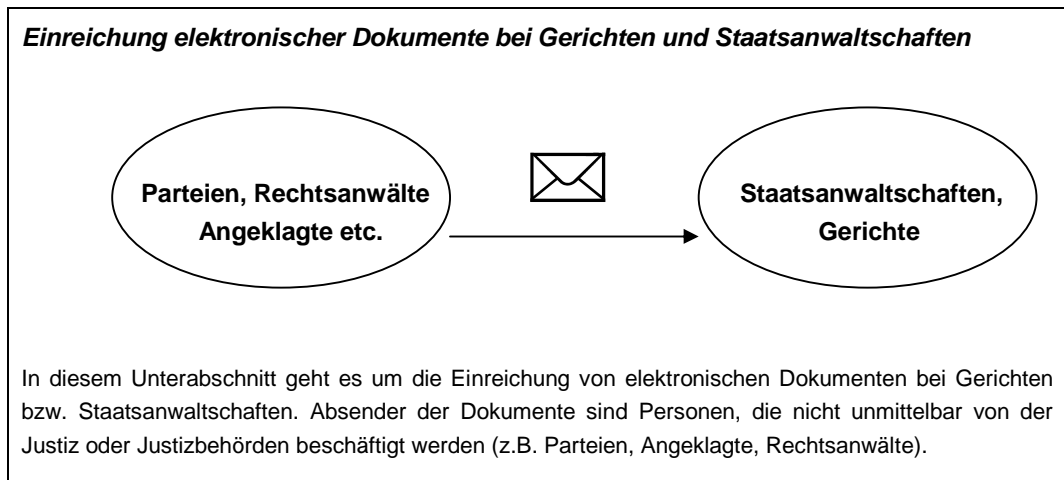 Einreichung elektronischer Dokumente bei Gerichten und Staatsanwaltschaften
Parteien, Rechtsanwälte
Angeklagte etc.
Staatsanwaltschaften,
Gerichte
In diesem Unterabschnitt geht es um die Einreichung von elektronischen Dokumenten bei Gerichten
bzw. Staatsanwaltschaften. Absender der Dokumente sind Personen, die nicht unmittelbar von der
Justiz oder Justizbehörden beschäftigt werden (z.B. Parteien, Angeklagte, Rechtsanwälte).